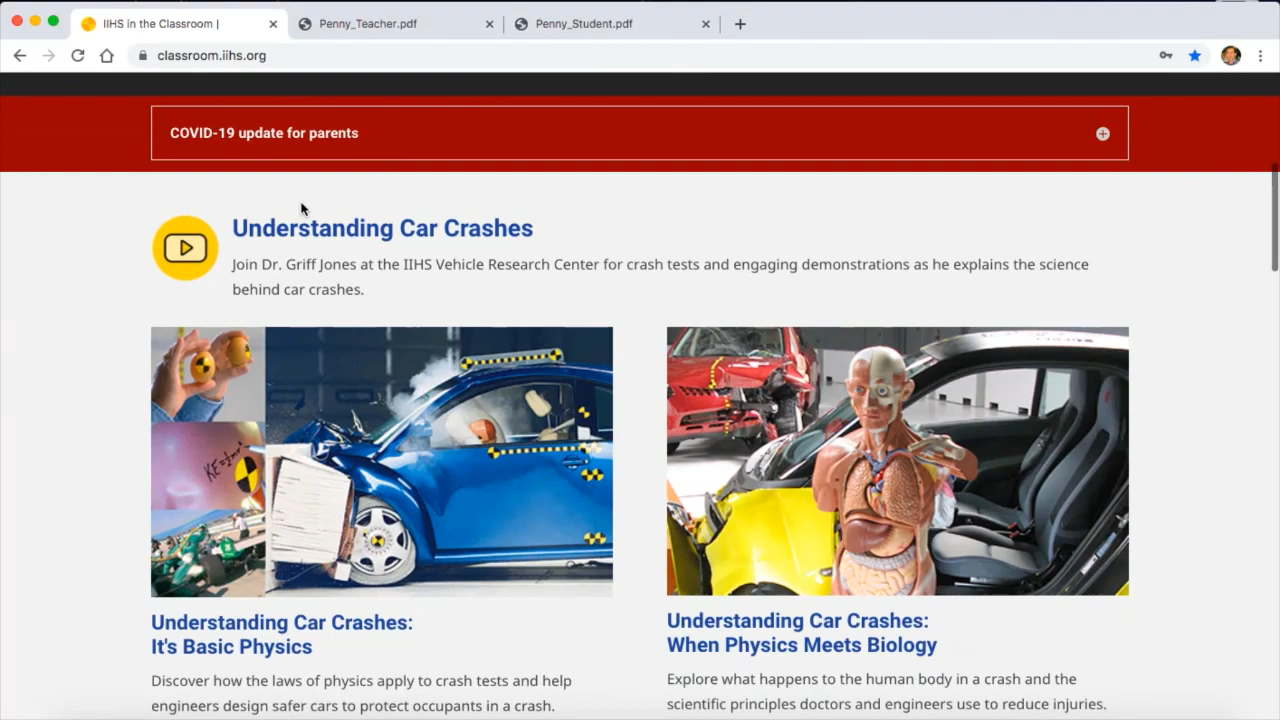 IIHS in the Classroom |
Penny_Teacher.pdf
Penny_Student.pdf
classroom.iihs.org
COVID-19 update for parents
Understanding Car Crashes
Join Dr. Griff Jones at the IIHS Vehicle Research Center for crash tests and engaging demonstrations as he explains the science
behind car crashes.
KE=½mv²
Understanding Car Crashes:
It's Basic Physics
Discover how the laws of physics apply to crash tests and help
engineers design safer cars to protect occupants in a crash.
Understanding Car Crashes:
When Physics Meets Biology
Explore what happens to the human body in a crash and the
scientific principles doctors and engineers use to reduce injuries.